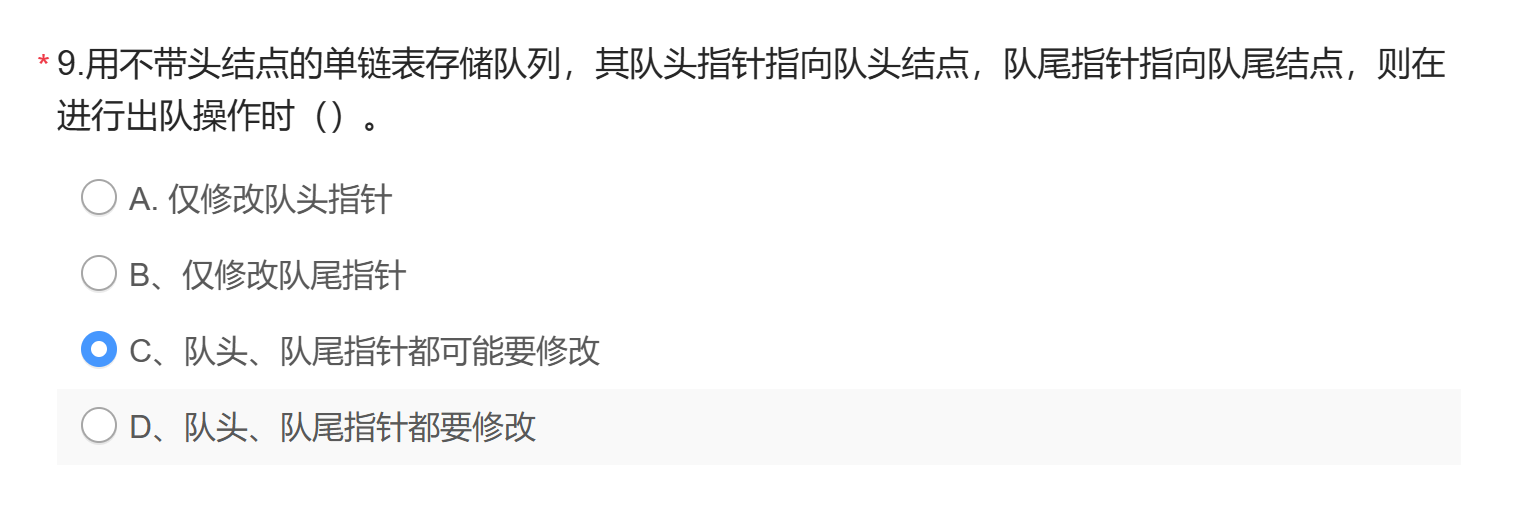 * 9.用不带头结点的单链表存储队列，其队头指针指向队头结点，队尾指针指向队尾结点，则在
进行出队操作时（）。
A. 仅修改队头指针
B、仅修改队尾指针
C、队头、队尾指针都可能要修改
D、队头、队尾指针都要修改